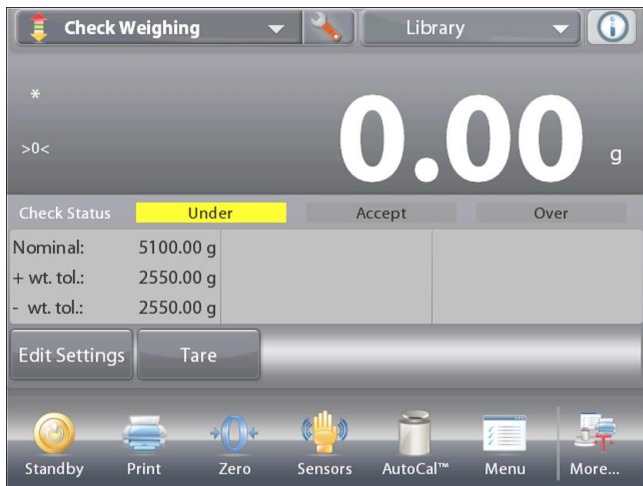 Check Weighing
Library
*
>0<
0.00 g
Check Status Under Accept Over
Nominal: 5100.00 g
+ wt. tol.: 2550.00 g
- wt. tol.: 2550.00 g
Edit Settings Tare
Standby Print Zero Sensors AutoCal™ Menu More...